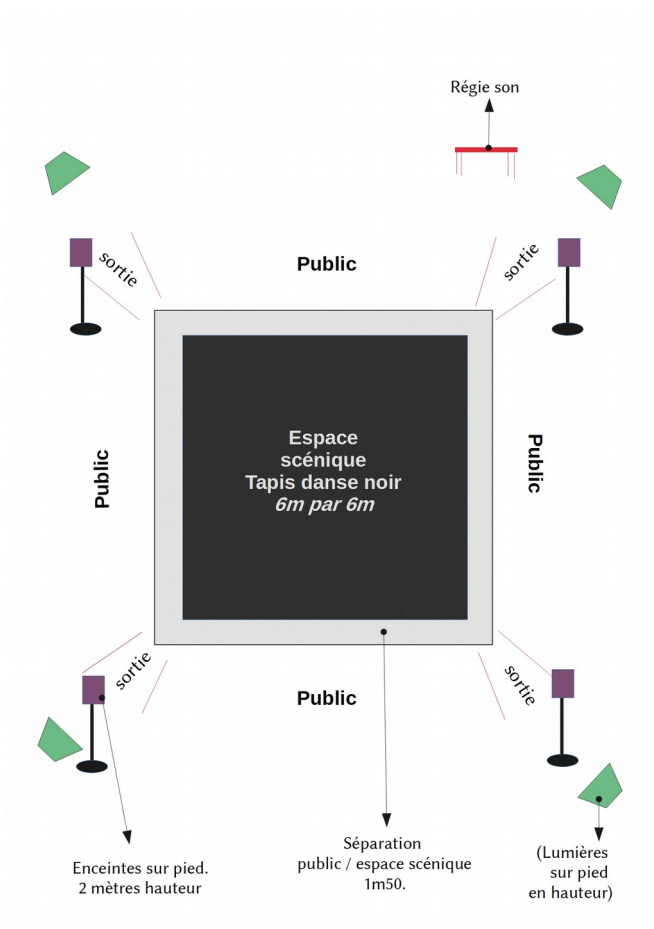 Régie son
sortie
Public
sortie
Espace
scénique
Tapis danse noir
6m par 6m
Public
Public
sortie
Public
sortie
Enceintes sur pied.
2 mètres hauteur
Séparation
public / espace scénique
1m50.
(Lumières
sur pied
en hauteur)